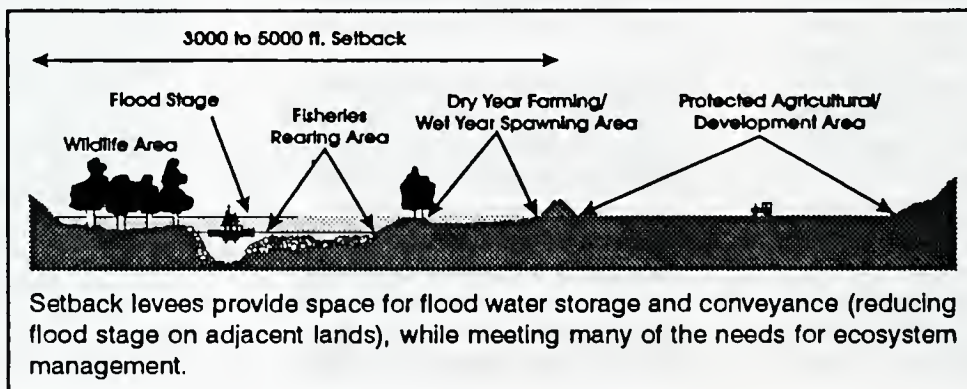 3000 to 5000 ft. Setback
Flood Stage
Fisheries
Rearing Area
Dry Year Farming/
Wet Year Spawning Area
Protected Agricultural/
Development Area
Wildlife Area
Setback levees provide space for flood water storage and conveyance (reducing
flood stage on adjacent lands), while meeting many of the needs for ecosystem
management.